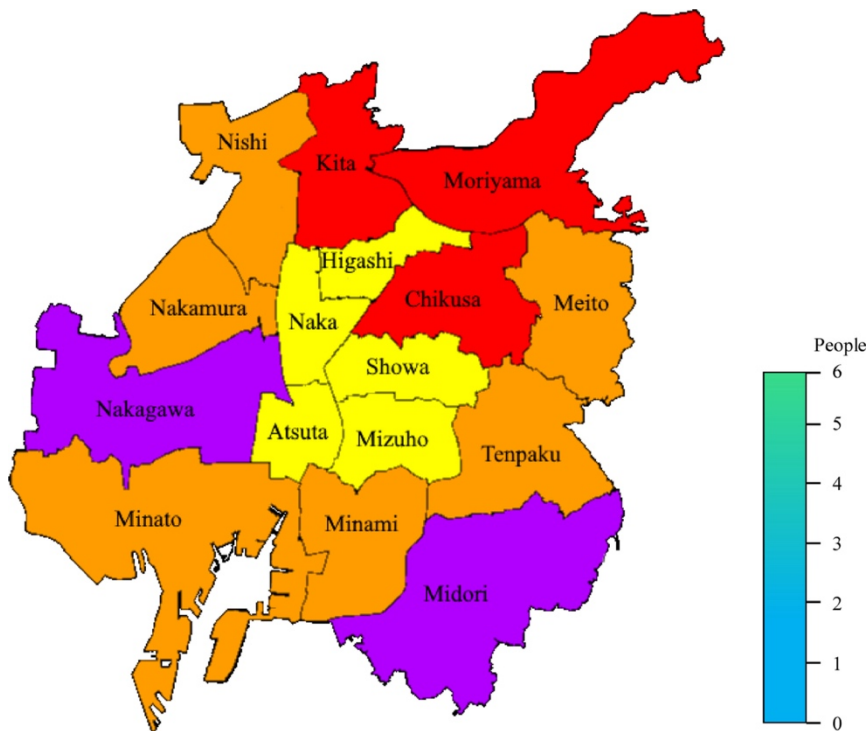 Nishi
Kita
Moriyama
Higashi
Nakamura
Naka
Chikusa
Meito
Showa
Nakagawa
Atsuta
Mizuho
Tenpaku
Minato
Minami
Midori
People
6
5
4
3
2
1
0